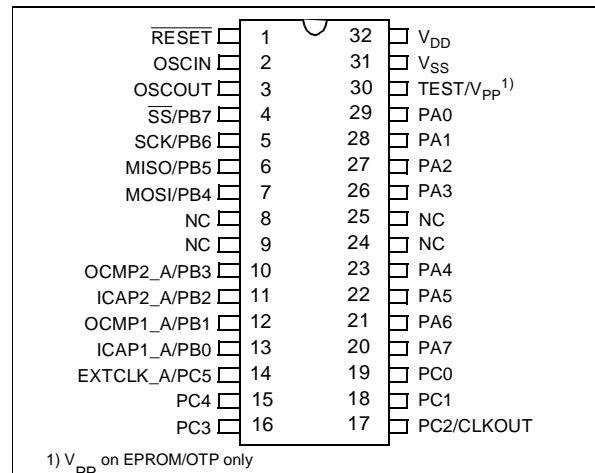 RESET 1 32 VDD
OSCIN 2 31 VSS
OSCOUT 3 30 TEST/VPP1)
SS/PB7 4 29 PA0
SCK/PB6 5 28 PA1
MISO/PB5 6 27 PA2
MOSI/PB4 7 26 PA3
NC 8 25 NC
NC 9 24 NC
OCMP2_A/PB3 10 23 PA4
ICAP2_A/PB2 11 22 PA5
OCMP1_A/PB1 12 21 PA6
ICAP1_A/PB0 13 20 PA7
EXTCLK_A/PC5 14 19 PC0
PC4 15 18 PC1
PC3 16 17 PC2/CLKOUT
1) VPP on EPROM/OTP only